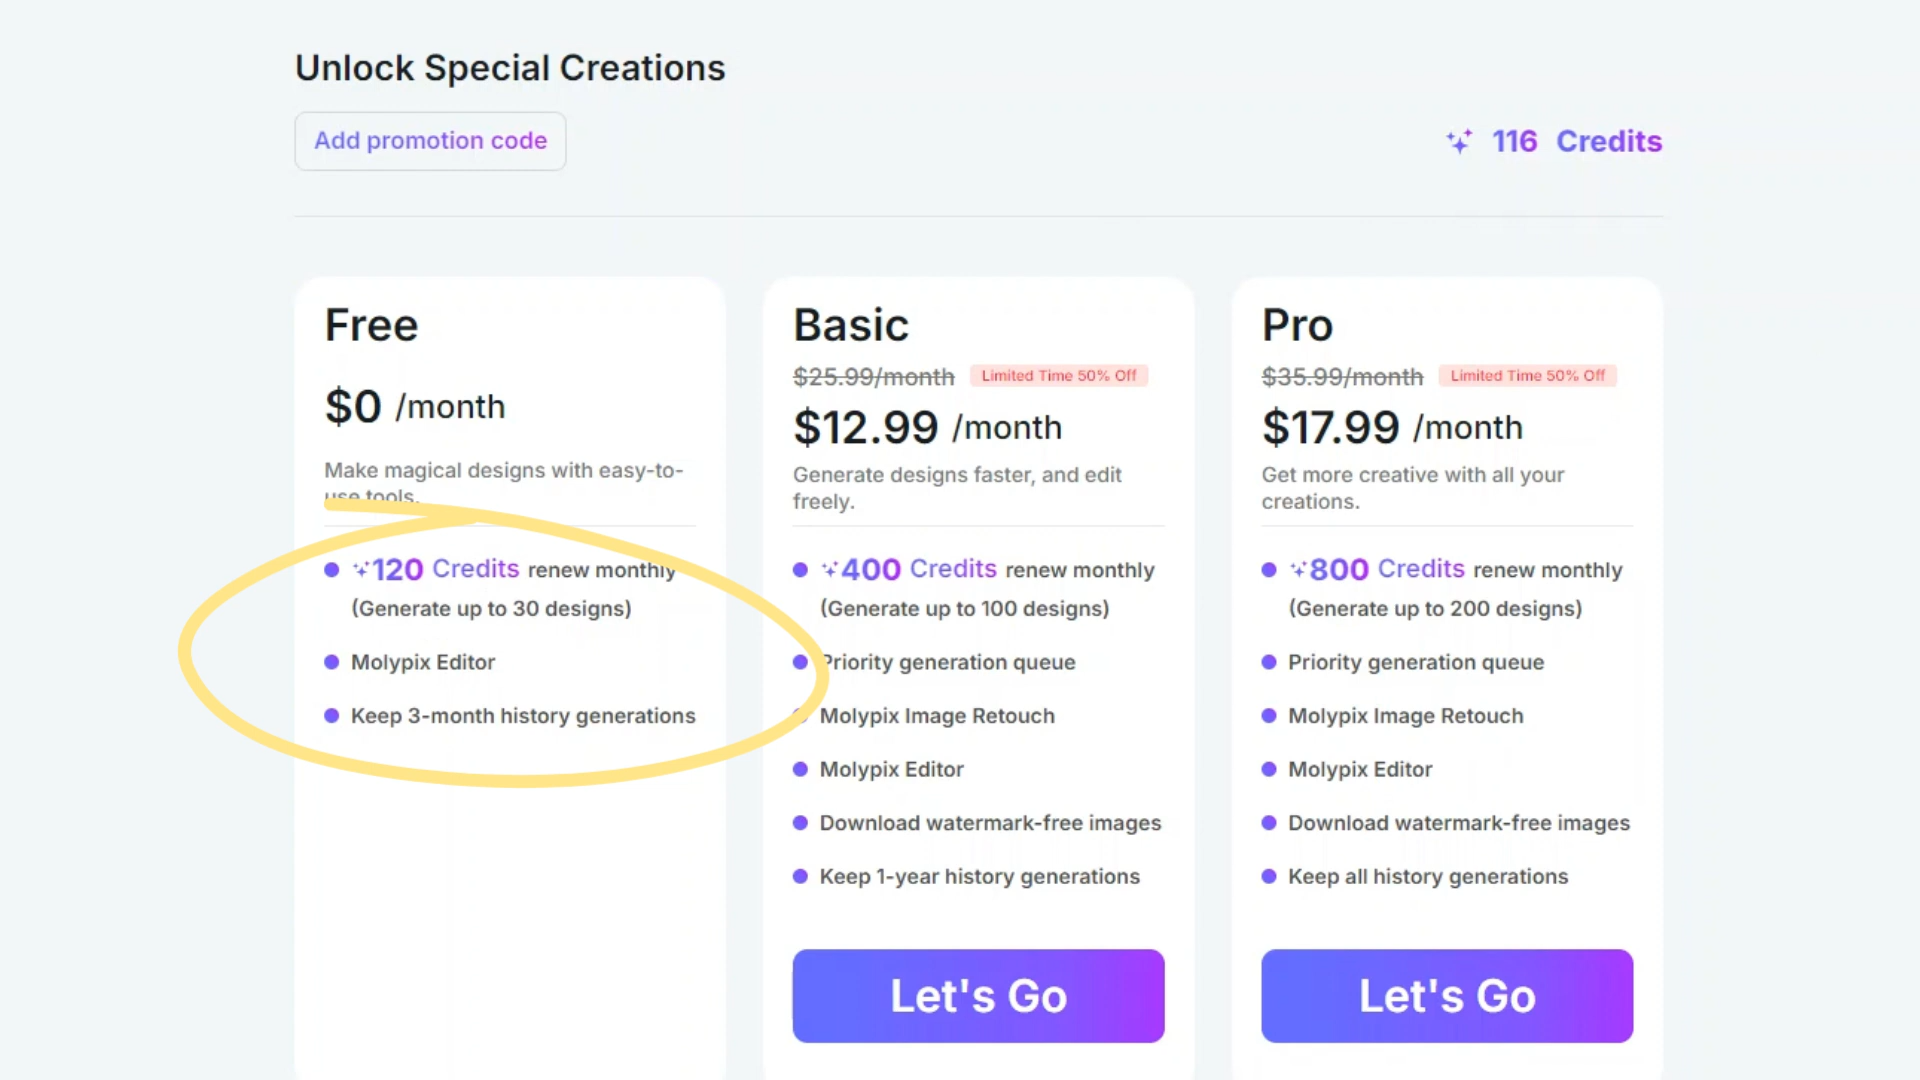 Unlock Special Creations
Add promotion code
116 Credits
Free
$0 /month
Make magical designs with easy-to-
use tools.
120 Credits renew monthly
(Generate up to 30 designs)
Molypix Editor
Keep 3-month history generations
Basic
$25.99/month Limited Time 50% Off
$12.99 /month
Generate designs faster, and edit
freely.
400 Credits renew monthly
(Generate up to 100 designs)
Priority generation queue
Molypix Image Retouch
Molypix Editor
Download watermark-free images
Keep 1-year history generations
Let's Go
Pro
$35.99/month Limited Time 50% Off
$17.99 /month
Get more creative with all your
creations.
800 Credits renew monthly
(Generate up to 200 designs)
Priority generation queue
Molypix Image Retouch
Molypix Editor
Download watermark-free images
Keep all history generations
Let's Go